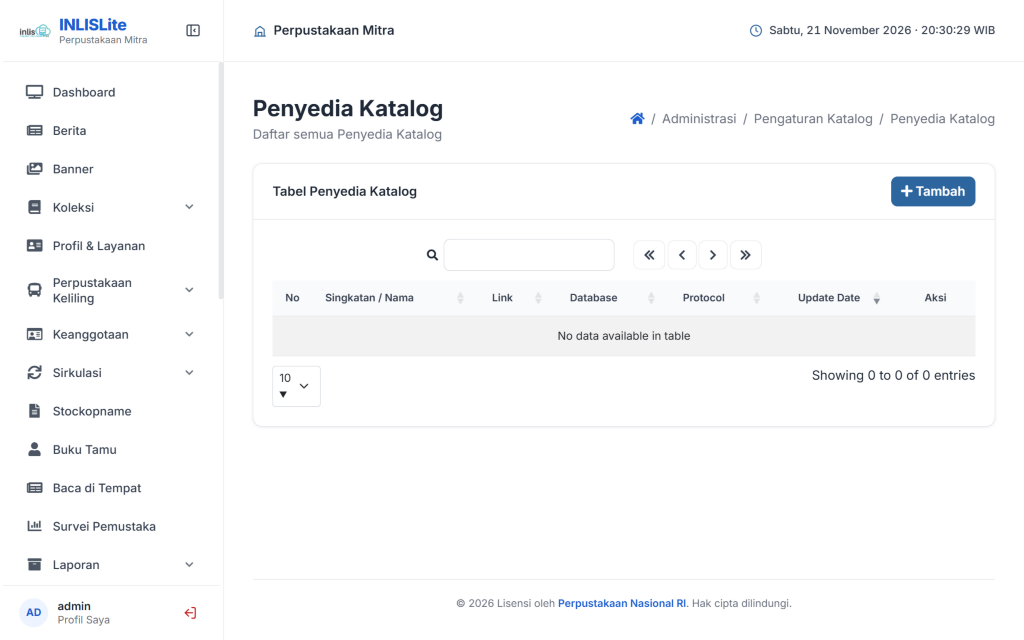 inlis
INLISLite
Perpustakaan Mitra
Perpustakaan Mitra
Sabtu, 21 November 2026 · 20:30:29 WIB
Dashboard
Berita
Banner
Koleksi
Profil & Layanan
Perpustakaan
Keliling
Keanggotaan
Sirkulasi
Stockopname
Buku Tamu
Baca di Tempat
Survei Pemustaka
Laporan
AD
admin
Profil Saya
Penyedia Katalog
Daftar semua Penyedia Katalog
/ Administrasi / Pengaturan Katalog / Penyedia Katalog
Tabel Penyedia Katalog
Tambah
No Singkatan / Nama Link Database Protocol Update Date Aksi
No data available in table
10
Showing 0 to 0 of 0 entries
© 2026 Lisensi oleh Perpustakaan Nasional RI. Hak cipta dilindungi.